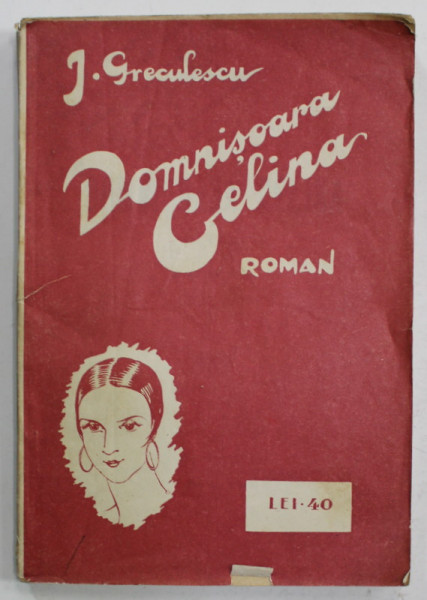 J. Greculescu
Domnișoara
Celina
ROMAN
LEI · 40